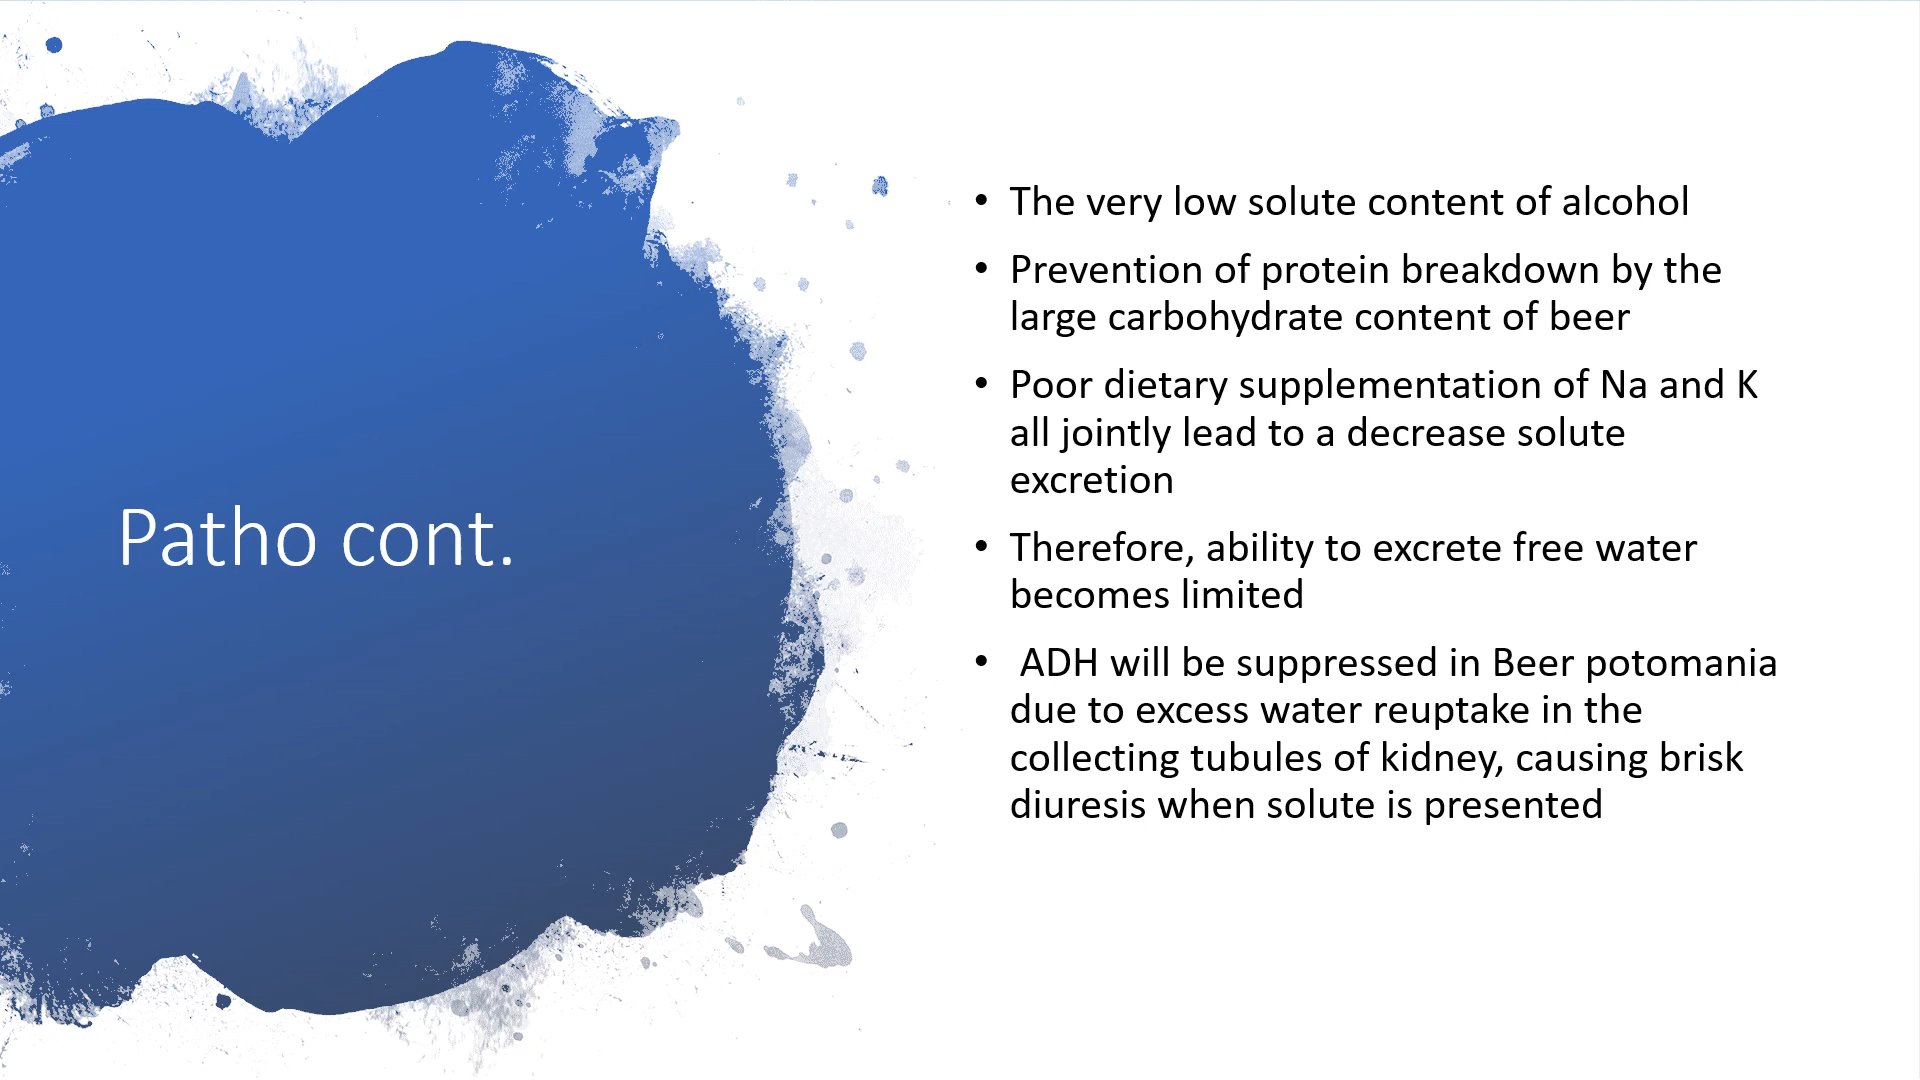 Patho cont.
• The very low solute content of alcohol
• Prevention of protein breakdown by the
large carbohydrate content of beer
• Poor dietary supplementation of Na and K
all jointly lead to a decrease solute
excretion
• Therefore, ability to excrete free water
becomes limited
• ADH will be suppressed in Beer potomania
due to excess water reuptake in the
collecting tubules of kidney, causing brisk
diuresis when solute is presented